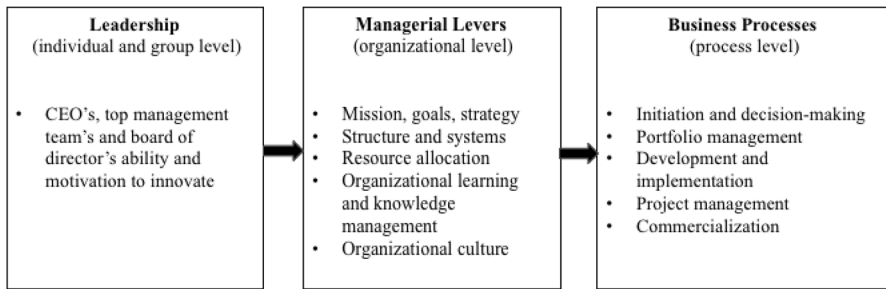 Leadership
(individual and group level)
• CEO's, top management
team's and board of
director's ability and
motivation to innovate
Managerial Levers
(organizational level)
• Mission, goals, strategy
• Structure and systems
• Resource allocation
• Organizational learning
and knowledge
management
• Organizational culture
Business Processes
(process level)
• Initiation and decision-making
• Portfolio management
• Development and
implementation
• Project management
• Commercialization